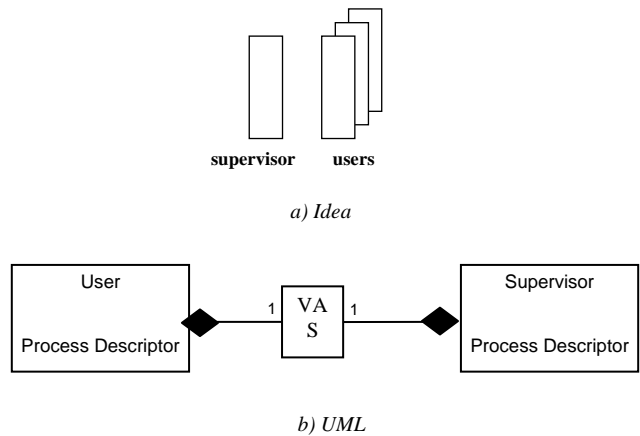 supervisor users
a) Idea
User Supervisor
1 VA 1
S
Process Descriptor Process Descriptor
b) UML